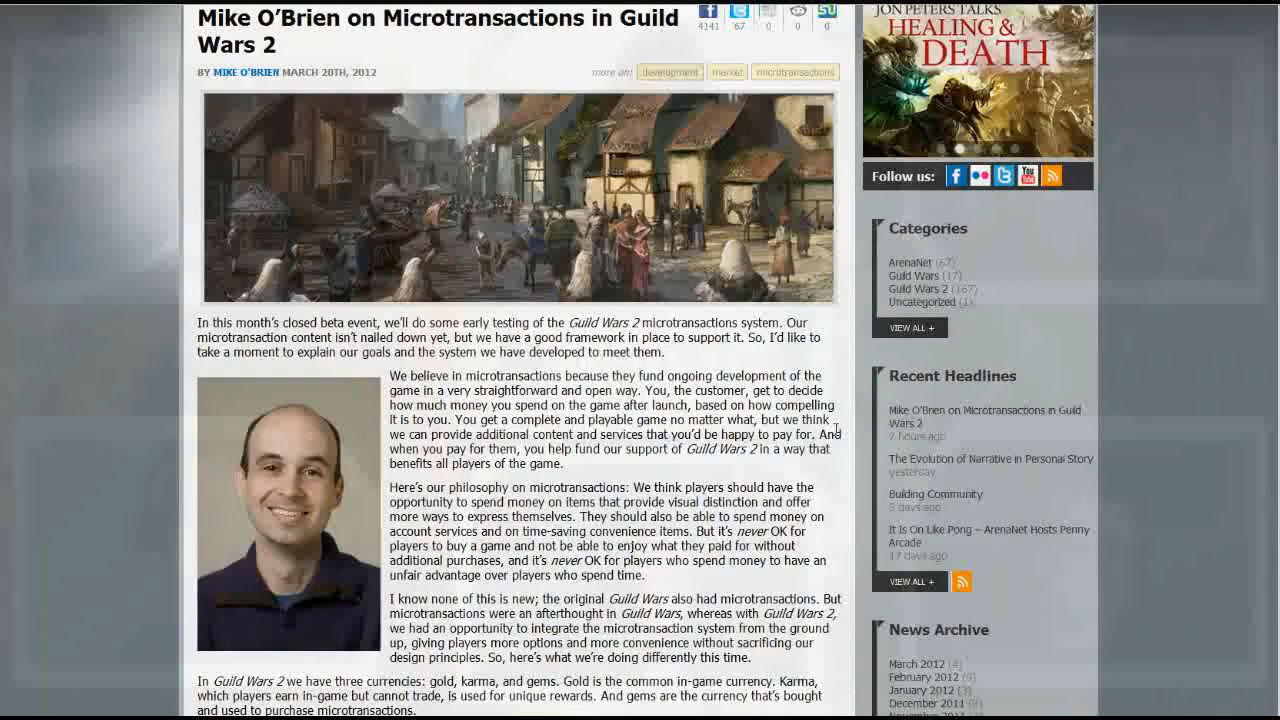 Mike O'Brien on Microtransactions in Guild
Wars 2
4141 67 0 0 0
BY MIKE O'BRIEN MARCH 20TH, 2012
more on: development market microtransactions
In this month's closed beta event, we'll do some early testing of the Guild Wars 2 microtransactions system. Our
microtransaction content isn't nailed down yet, but we have a good framework in place to support it. So, I'd like to
take a moment to explain our goals and the system we have developed to meet them.
We believe in microtransactions because they fund ongoing development of the
game in a very straightforward and open way. You, the customer, get to decide
how much money you spend on the game after launch, based on how compelling
it is to you. You get a complete and playable game no matter what, but we think
we can provide additional content and services that you'd be happy to pay for. And
when you pay for them, you help fund our support of Guild Wars 2 in a way that
benefits all players of the game.
Here's our philosophy on microtransactions: We think players should have the
opportunity to spend money on items that provide visual distinction and offer
more ways to express themselves. They should also be able to spend money on
account services and on time-saving convenience items. But it's never OK for
players to buy a game and not be able to enjoy what they paid for without
additional purchases, and it's never OK for players who spend money to have an
unfair advantage over players who spend time.
I know none of this is new; the original Guild Wars also had microtransactions. But
microtransactions were an afterthought in Guild Wars, whereas with Guild Wars 2,
we had an opportunity to integrate the microtransaction system from the ground
up, giving players more options and more convenience without sacrificing our
design principles. So, here's what we're doing differently this time.
In Guild Wars 2 we have three currencies: gold, karma, and gems. Gold is the common in-game currency. Karma,
which players earn in-game but cannot trade, is used for unique rewards. And gems are the currency that's bought
and used to purchase microtransactions.
JON PETERS TALKS
HEALING &
DEATH
Follow us:
You
Tube
Categories
ArenaNet (67)
Guild Wars (17)
Guild Wars 2 (167)
Uncategorized (1)
VIEW ALL +
Recent Headlines
Mike O'Brien on Microtransactions in Guild
Wars 2
7 hours ago
The Evolution of Narrative in Personal Story
yesterday
Building Community
5 days ago
It Is On Like Pong – ArenaNet Hosts Penny
Arcade
17 days ago
VIEW ALL +
News Archive
March 2012 (4)
February 2012 (9)
January 2012 (3)
December 2011